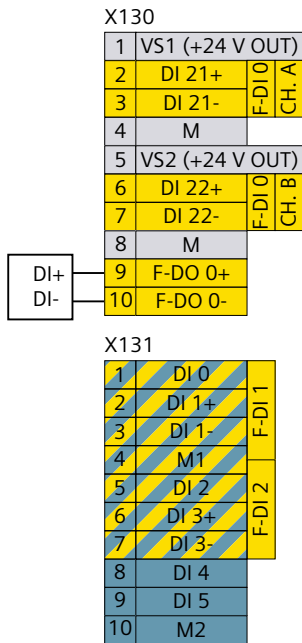 X130
1 VS1 (+24 V OUT)
2 DI 21+
3 DI 21-
F-DI 0
CH. A
4 M
5 VS2 (+24 V OUT)
6 DI 22+
7 DI 22-
F-DI 0
CH. B
8 M
DI+ 9 F-DO 0+
DI- 10 F-DO 0-
X131
1 DI 0
2 DI 1+
3 DI 1-
4 M1
F-DI 1
5 DI 2
6 DI 3+
7 DI 3-
F-DI 2
8 DI 4
9 DI 5
10 M2